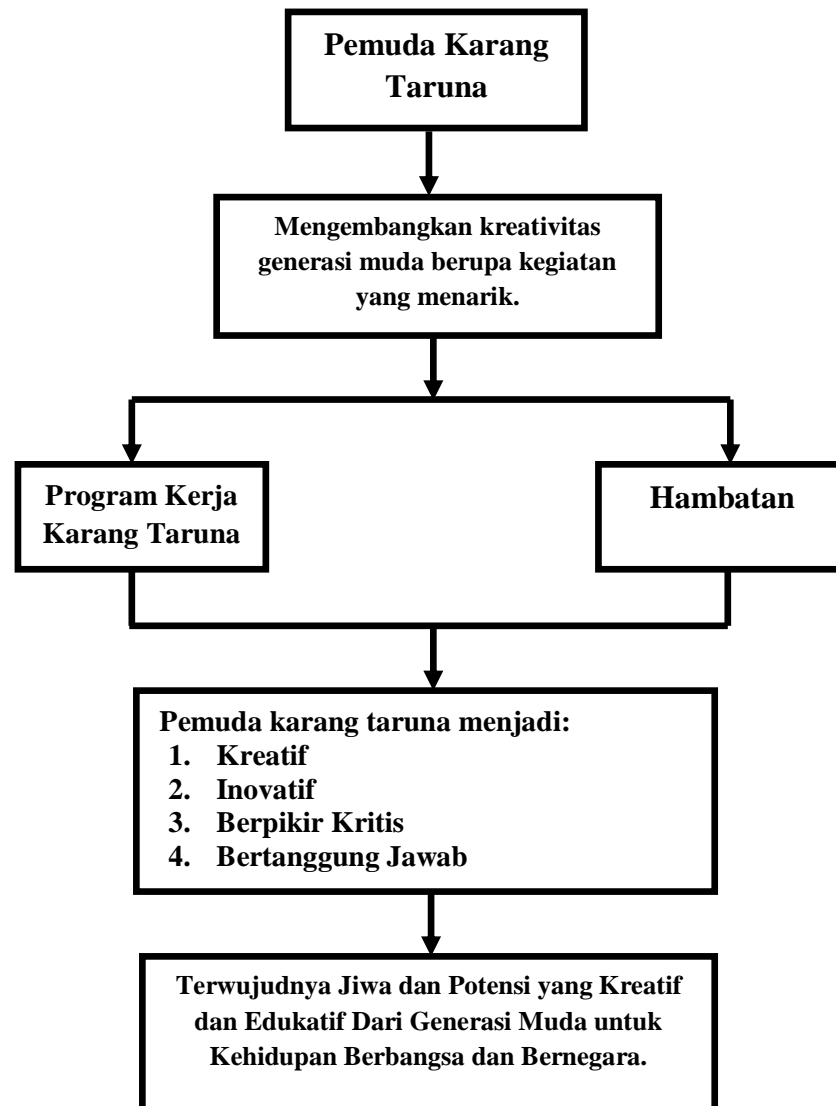 Pemuda Karang
Taruna
Mengembangkan kreativitas
generasi muda berupa kegiatan
yang menarik.
Program Kerja
Karang Taruna
Hambatan
Pemuda karang taruna menjadi:
1. Kreatif
2. Inovatif
3. Berpikir Kritis
4. Bertanggung Jawab
Terwujudnya Jiwa dan Potensi yang Kreatif
dan Edukatif Dari Generasi Muda untuk
Kehidupan Berbangsa dan Bernegara.